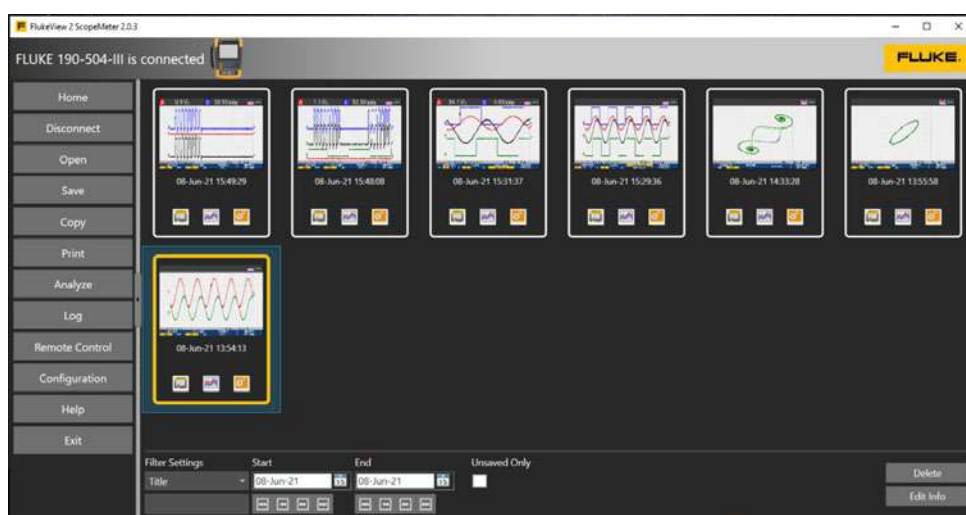 FlukeView 2 ScopeMeter 2.0.3
FLUKE 190-504-III is connected
FLUKE.
Home
Disconnect
Open
Save
Copy
Print
Analyze
Log
Remote Control
Configuration
Help
Exit
08-Jun-21 15:49:29
08-Jun-21 15:48:08
08-Jun-21 15:31:37
08-Jun-21 15:29:36
08-Jun-21 14:33:28
08-Jun-21 13:55:58
08-Jun-21 13:54:13
Filter Settings
Start
End
Unsaved Only
Title
08-Jun-21
15
08-Jun-21
15
Delete
Edit Info